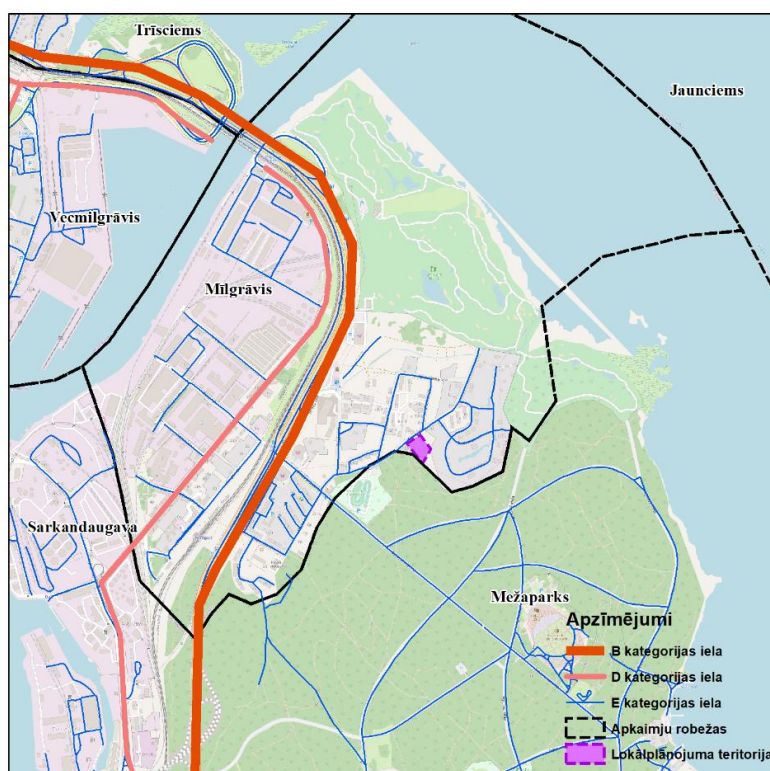 Trīsciems
Jaunciems
Vecmīlgrāvis
Mīlgrāvis
Sarkandaugava
Mežaparks
Apzīmējumi
B kategorijas iela
D kategorijas iela
E kategorijas iela
Apkaimju robežas
Lokālplānojuma teritorija